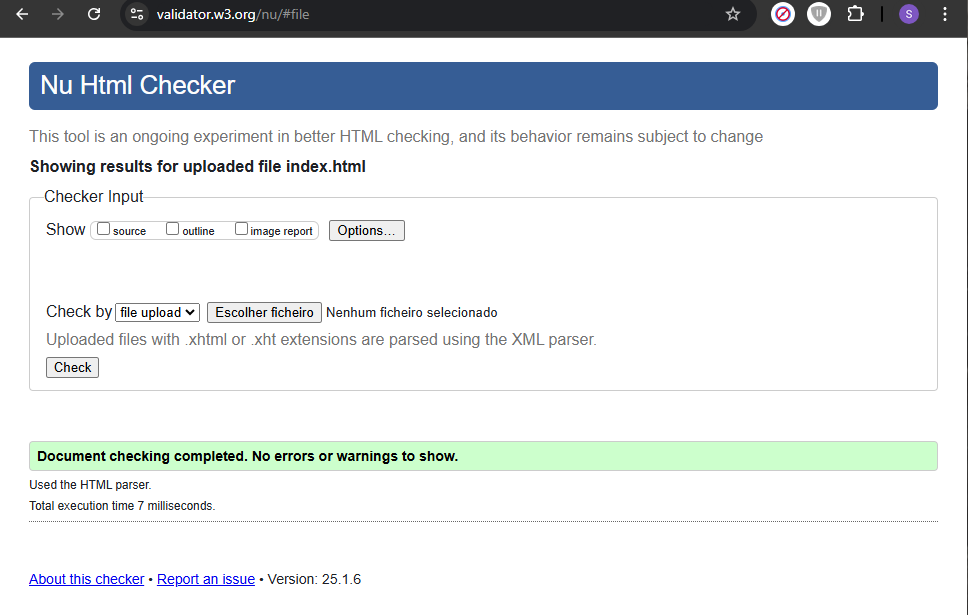 validator.w3.org/nu/#file
S
Nu Html Checker
This tool is an ongoing experiment in better HTML checking, and its behavior remains subject to change
Showing results for uploaded file index.html
Checker Input
Show source outline image report Options...
Check by file upload Escolher ficheiro Nenhum ficheiro selecionado
Uploaded files with .xhtml or .xht extensions are parsed using the XML parser.
Check
Document checking completed. No errors or warnings to show.
Used the HTML parser.
Total execution time 7 milliseconds.
About this checker • Report an issue • Version: 25.1.6